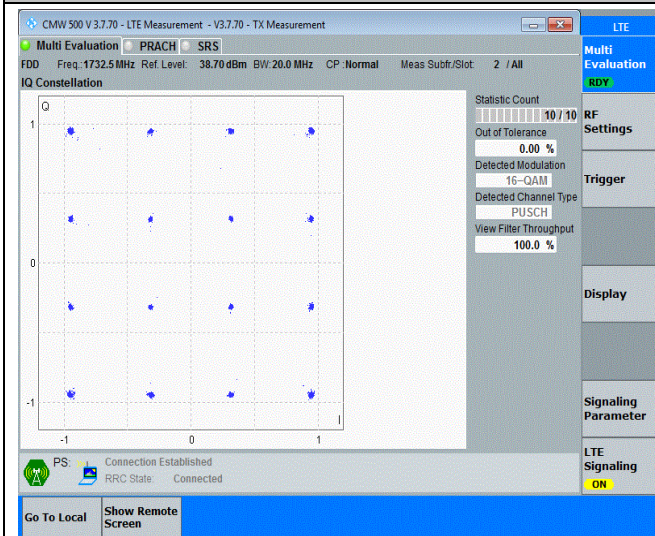 CMW 500 V 3.7.70 - LTE Measurement - V3.7.70 - TX Measurement
LTE
Multi Evaluation PRACH SRS
Multi Evaluation
RDY
FDD Freq.:1732.5 MHz Ref. Level: 38.70 dBm BW:20.0 MHz CP :Normal Meas Subfr./Slot: 2 / All
IQ Constellation
Q
1
0
-1
-1 0 1
I
Statistic Count
10 / 10
Out of Tolerance
0.00 %
Detected Modulation
16-QAM
Detected Channel Type
PUSCH
View Filter Throughput
100.0 %
RF
Settings
Trigger
Display
Signaling
Parameter
LTE
Signaling
ON
PS: Connection Established
RRC State: Connected
Go To Local
Show Remote
Screen